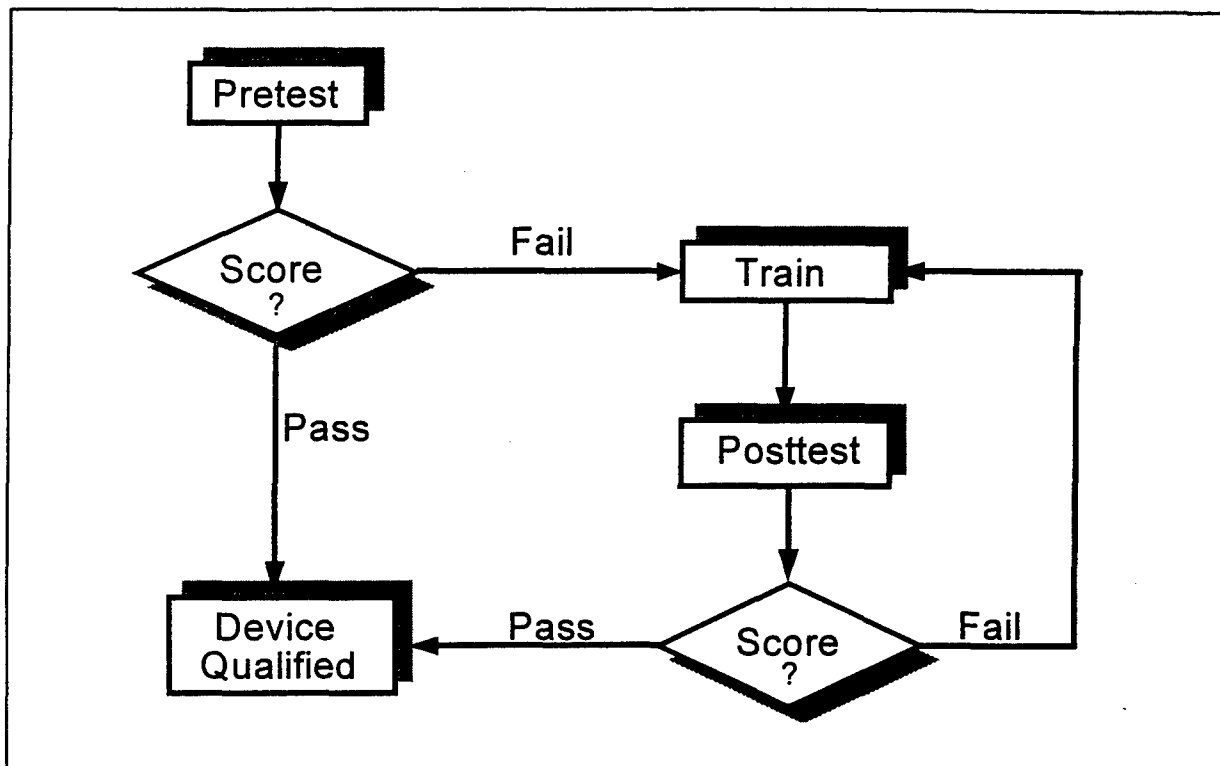 Pretest
Score
?
Fail
Train
Pass
Posttest
Device
Qualified
Pass
Score
?
Fail